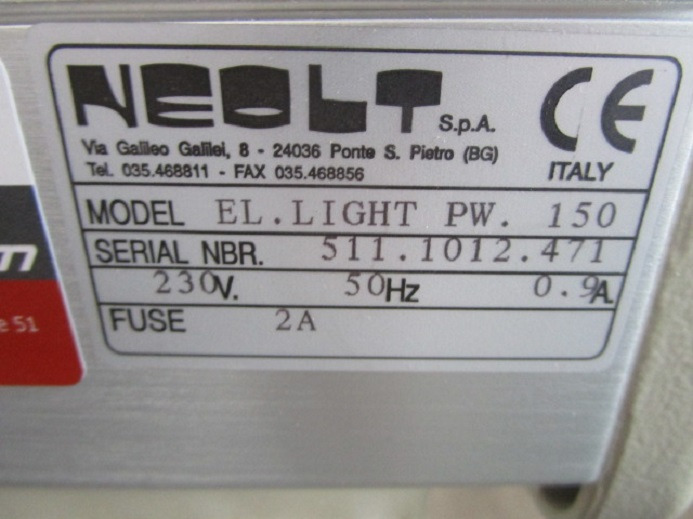 NEOLT S.p.A.
CE
Via Galileo Galilei, 8 - 24036 Ponte S. Pietro (BG)
Tel. 035.468811 - FAX 035.468856
ITALY
MODEL EL.LIGHT PW. 150
SERIAL NBR. 511.1012.471
230V. 50Hz 0.9A
FUSE 2A
51